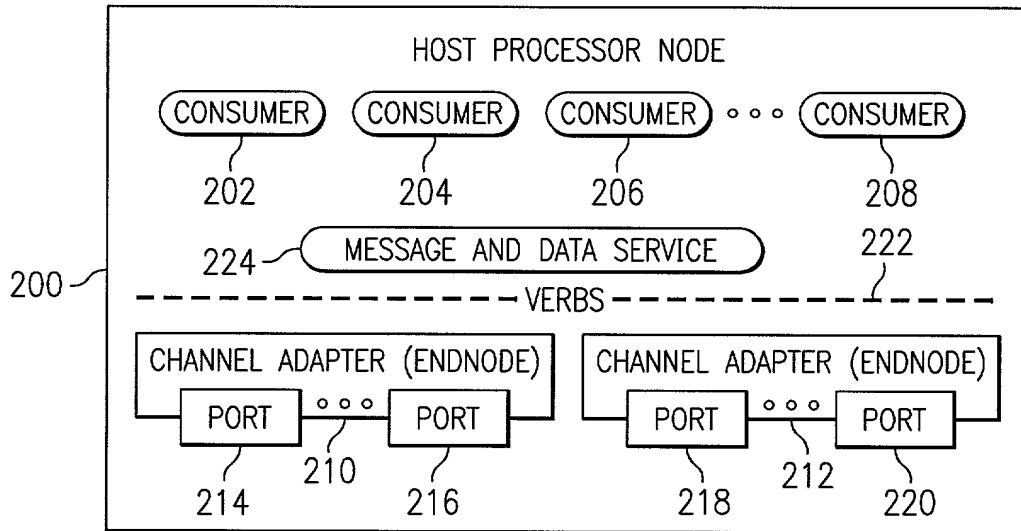 HOST PROCESSOR NODE
CONSUMER CONSUMER CONSUMER CONSUMER
202 204 206 208
224 MESSAGE AND DATA SERVICE 222
200
VERBS
CHANNEL ADAPTER (ENDNODE) CHANNEL ADAPTER (ENDNODE)
PORT PORT PORT PORT
214 210 216 218 212 220